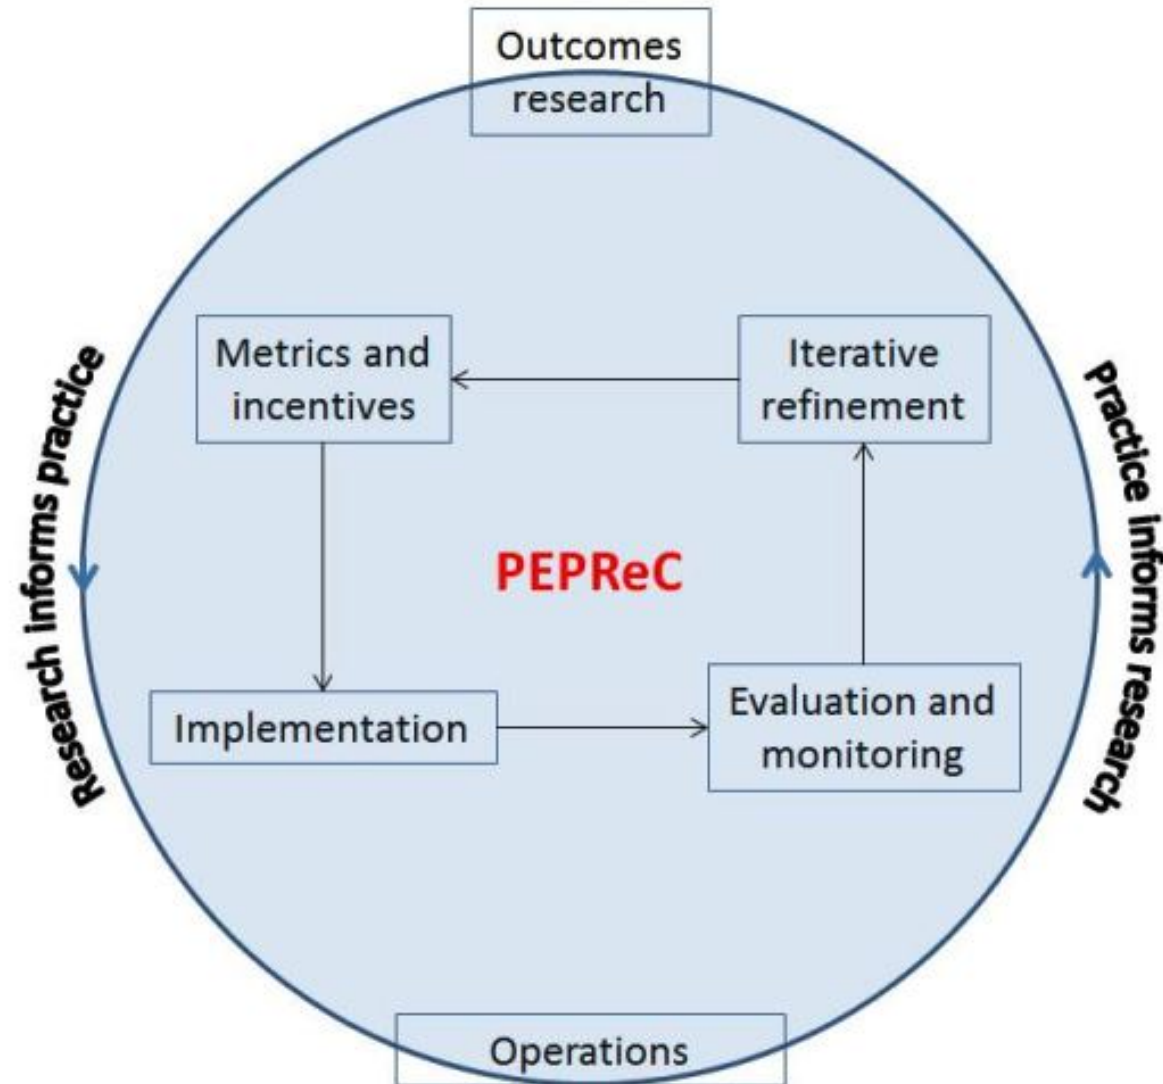 Outcomes
research
Metrics and
incentives
Iterative
refinement
Research informs practice
Practice informs research
PEPReC
Implementation
Evaluation and
monitoring
Operations